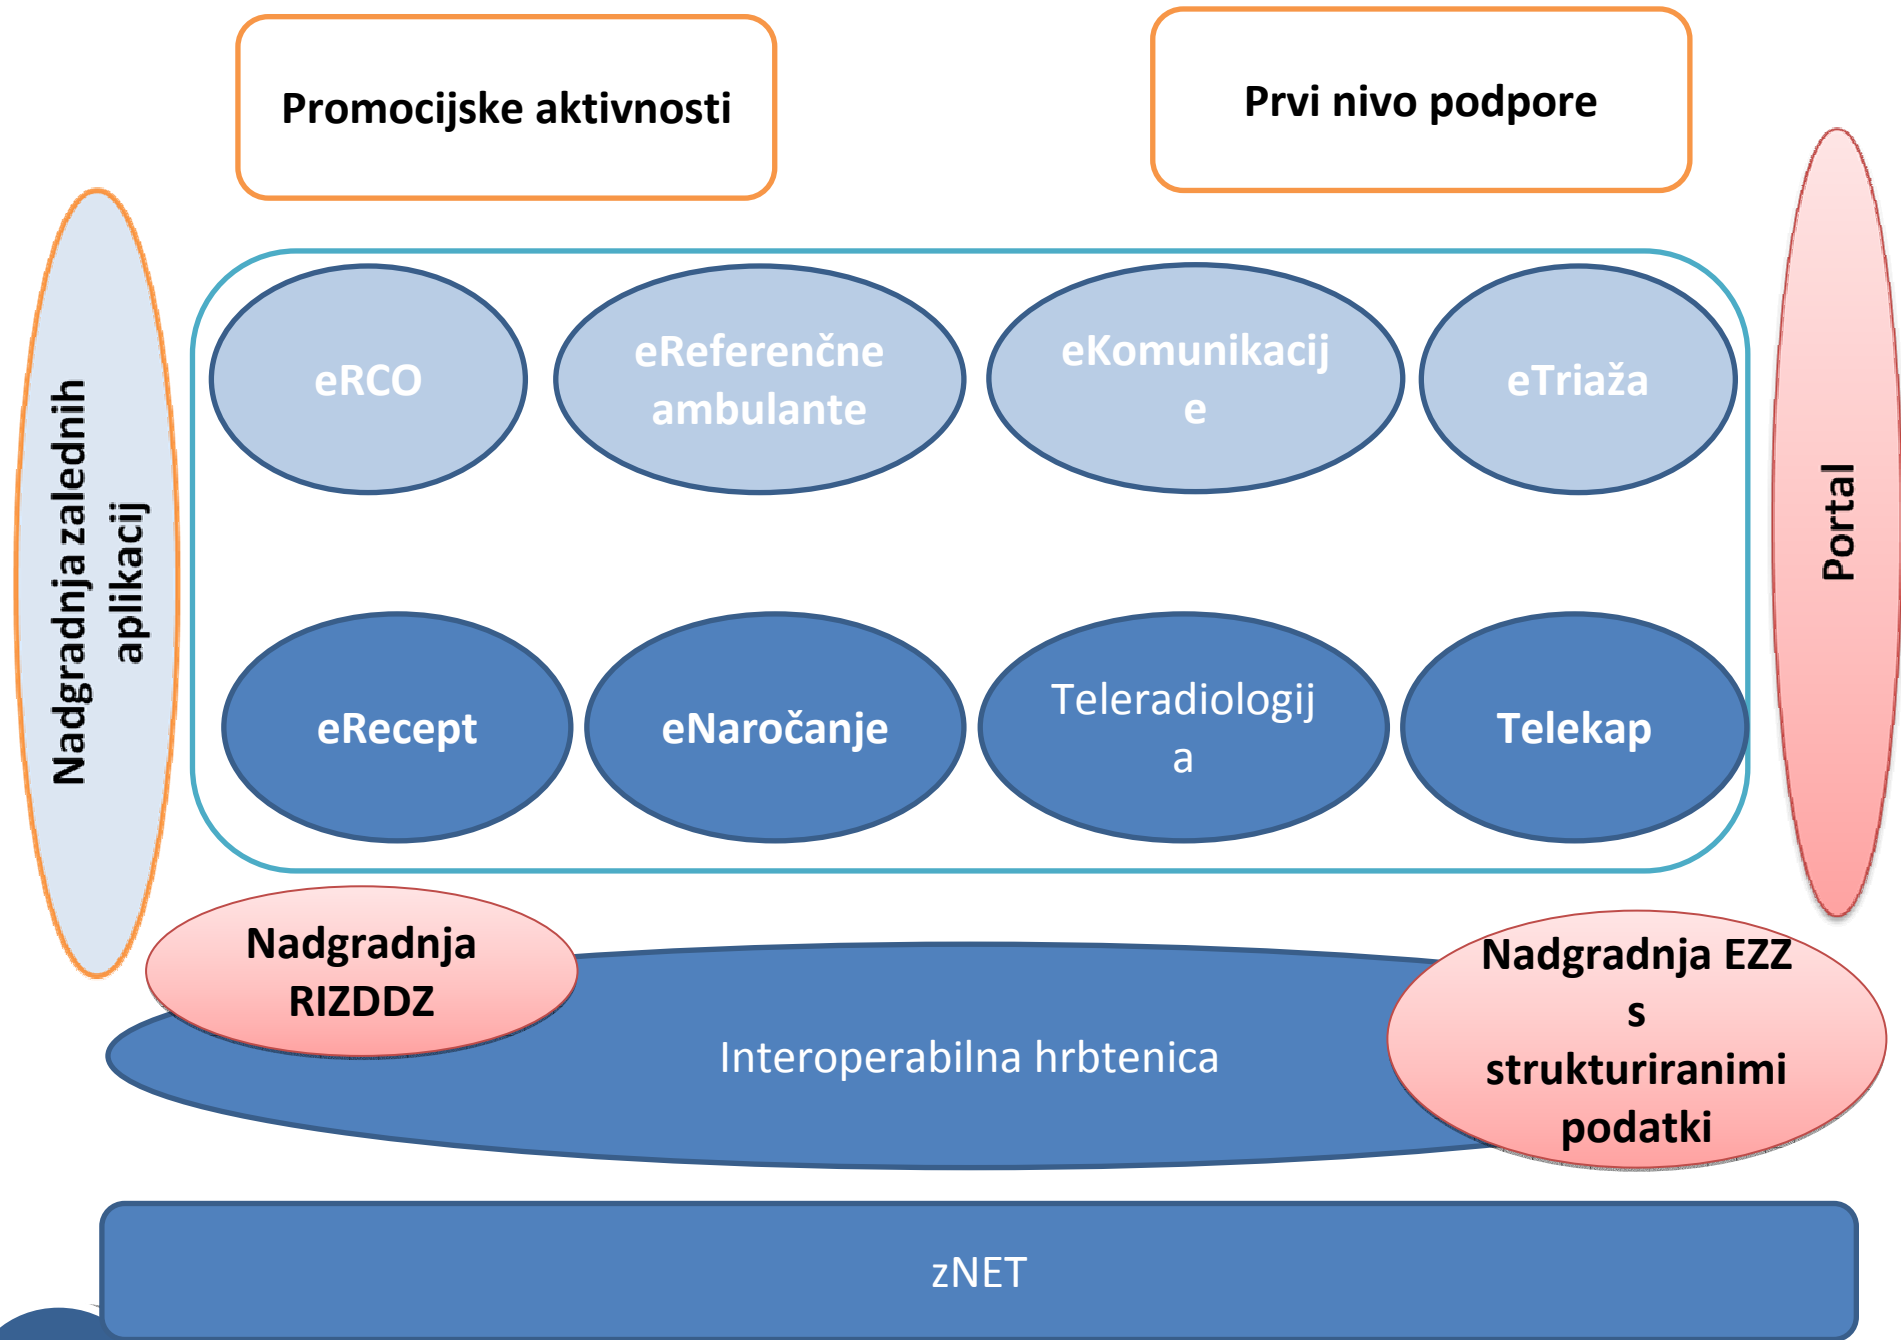 Promocijske aktivnosti
Prvi nivo podpore
Nadgradnja zalednih
aplikacij
eRCO
eReferenčne
ambulante
eKomunikacij
e
eTriaža
Portal
eRecept
eNaročanje
Teleradiologij
a
Telekap
Nadgradnja
RIZDDZ
Interoperabilna hrbtenica
Nadgradnja EZZ
s
strukturiranimi
podatki
zNET